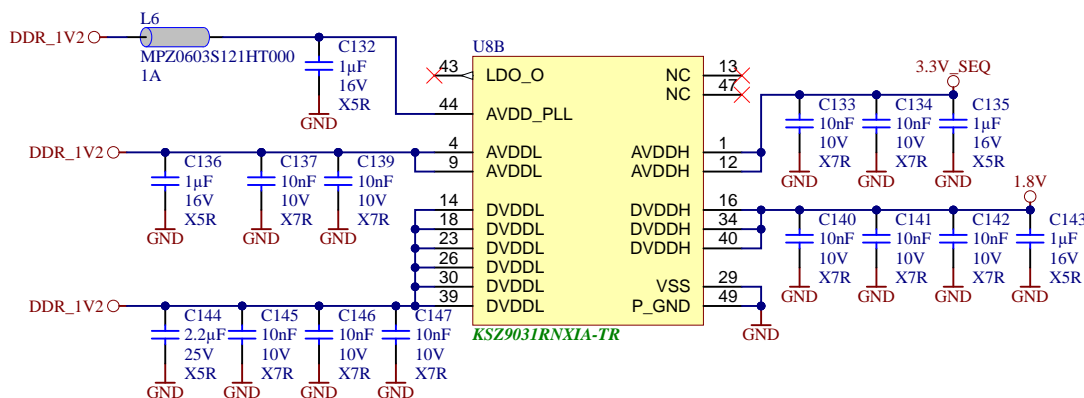 L6
DDR_1V2
MPZ0603S121HT000
1A
C132
1µF
16V
X5R
GND
U8B
43
LDO_O
44
AVDD_PLL
4
AVDDL
9
AVDDL
14
DVDDL
18
DVDDL
23
DVDDL
26
DVDDL
30
DVDDL
39
DVDDL
NC
13
NC
47
AVDDH
1
AVDDH
12
DVDDH
16
DVDDH
34
DVDDH
40
VSS
29
P_GND
49
KSZ9031RNXIA-TR
GND
3.3V_SEQ
C133
10nF
10V
X7R
GND
C134
10nF
10V
X7R
GND
C135
1µF
16V
X5R
GND
1.8V
C140
10nF
10V
X7R
GND
C141
10nF
10V
X7R
GND
C142
10nF
10V
X7R
GND
C143
1µF
16V
X5R
GND
DDR_1V2
C136
1µF
16V
X5R
GND
C137
10nF
10V
X7R
GND
C139
10nF
10V
X7R
GND
DDR_1V2
C144
2.2µF
25V
X5R
GND
C145
10nF
10V
X7R
GND
C146
10nF
10V
X7R
GND
C147
10nF
10V
X7R
GND